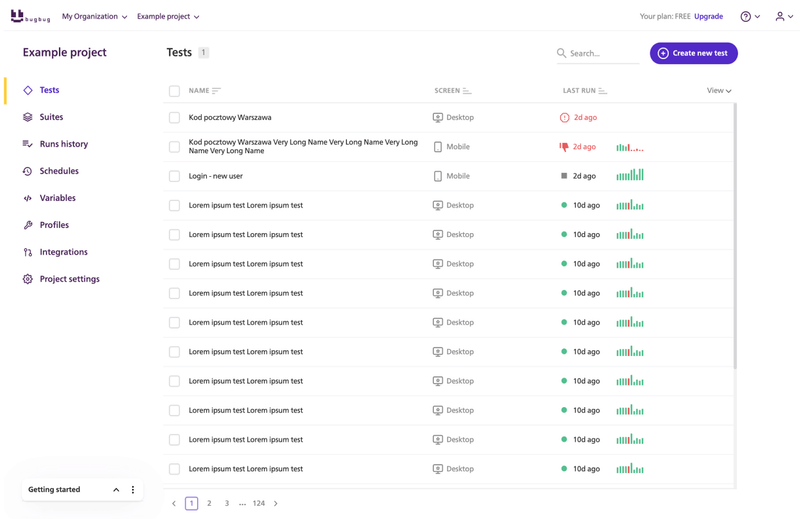 bugbug
My Organization
Example project
Your plan: FREE Upgrade
Example project
Tests
Suites
Runs history
Schedules
Variables
Profiles
Integrations
Project settings
Tests 1
Search...
Create new test
NAME SCREEN LAST RUN View
Kod pocztowy Warszawa Desktop 2d ago
Kod pocztowy Warszawa Very Long Name Very Long Name Very Long
Name Very Long Name
Mobile 2d ago
Login - new user Mobile 2d ago
Lorem ipsum test Lorem ipsum test Desktop 10d ago
Lorem ipsum test Lorem ipsum test Desktop 10d ago
Lorem ipsum test Lorem ipsum test Desktop 10d ago
Lorem ipsum test Lorem ipsum test Desktop 10d ago
Lorem ipsum test Lorem ipsum test Desktop 10d ago
Lorem ipsum test Lorem ipsum test Desktop 10d ago
Lorem ipsum test Lorem ipsum test Desktop 10d ago
Lorem ipsum test Lorem ipsum test Desktop 10d ago
Lorem ipsum test Lorem ipsum test Desktop 10d ago
Lorem ipsum test Lorem ipsum test Desktop 10d ago
Getting started
1 2 3 ... 124